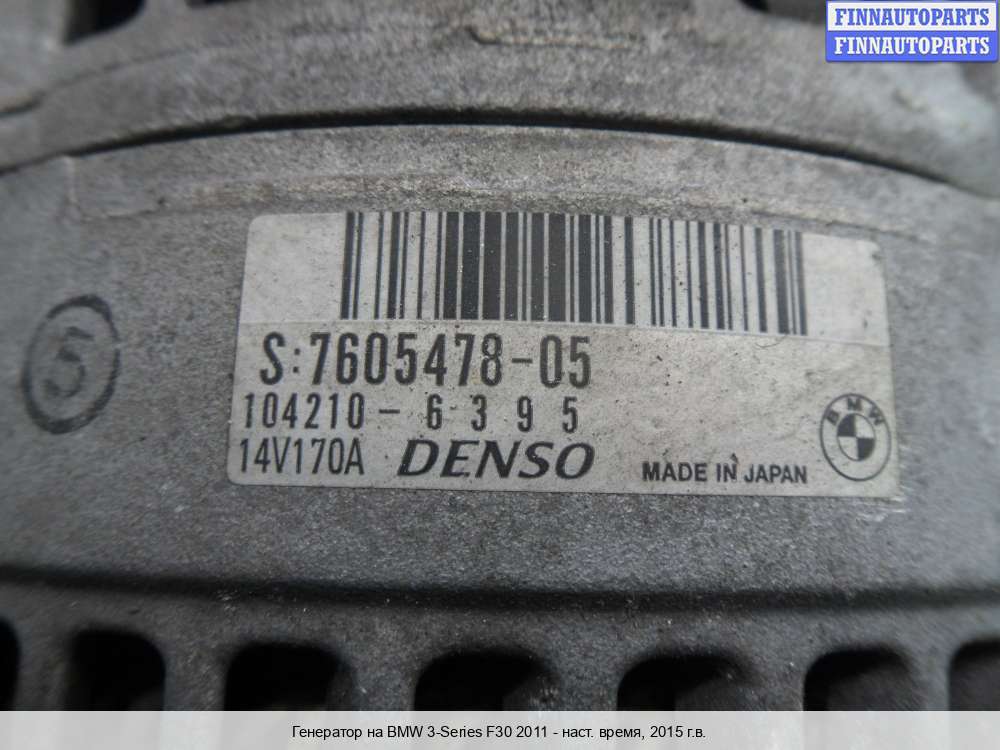 FINNAUTOPARTS
FINNAUTOPARTS
5
S:7605478-05
104210-6395
14V170A DENSO MADE IN JAPAN
BMW
Генератор на BMW 3-Series F30 2011 - наст. время, 2015 г.в.